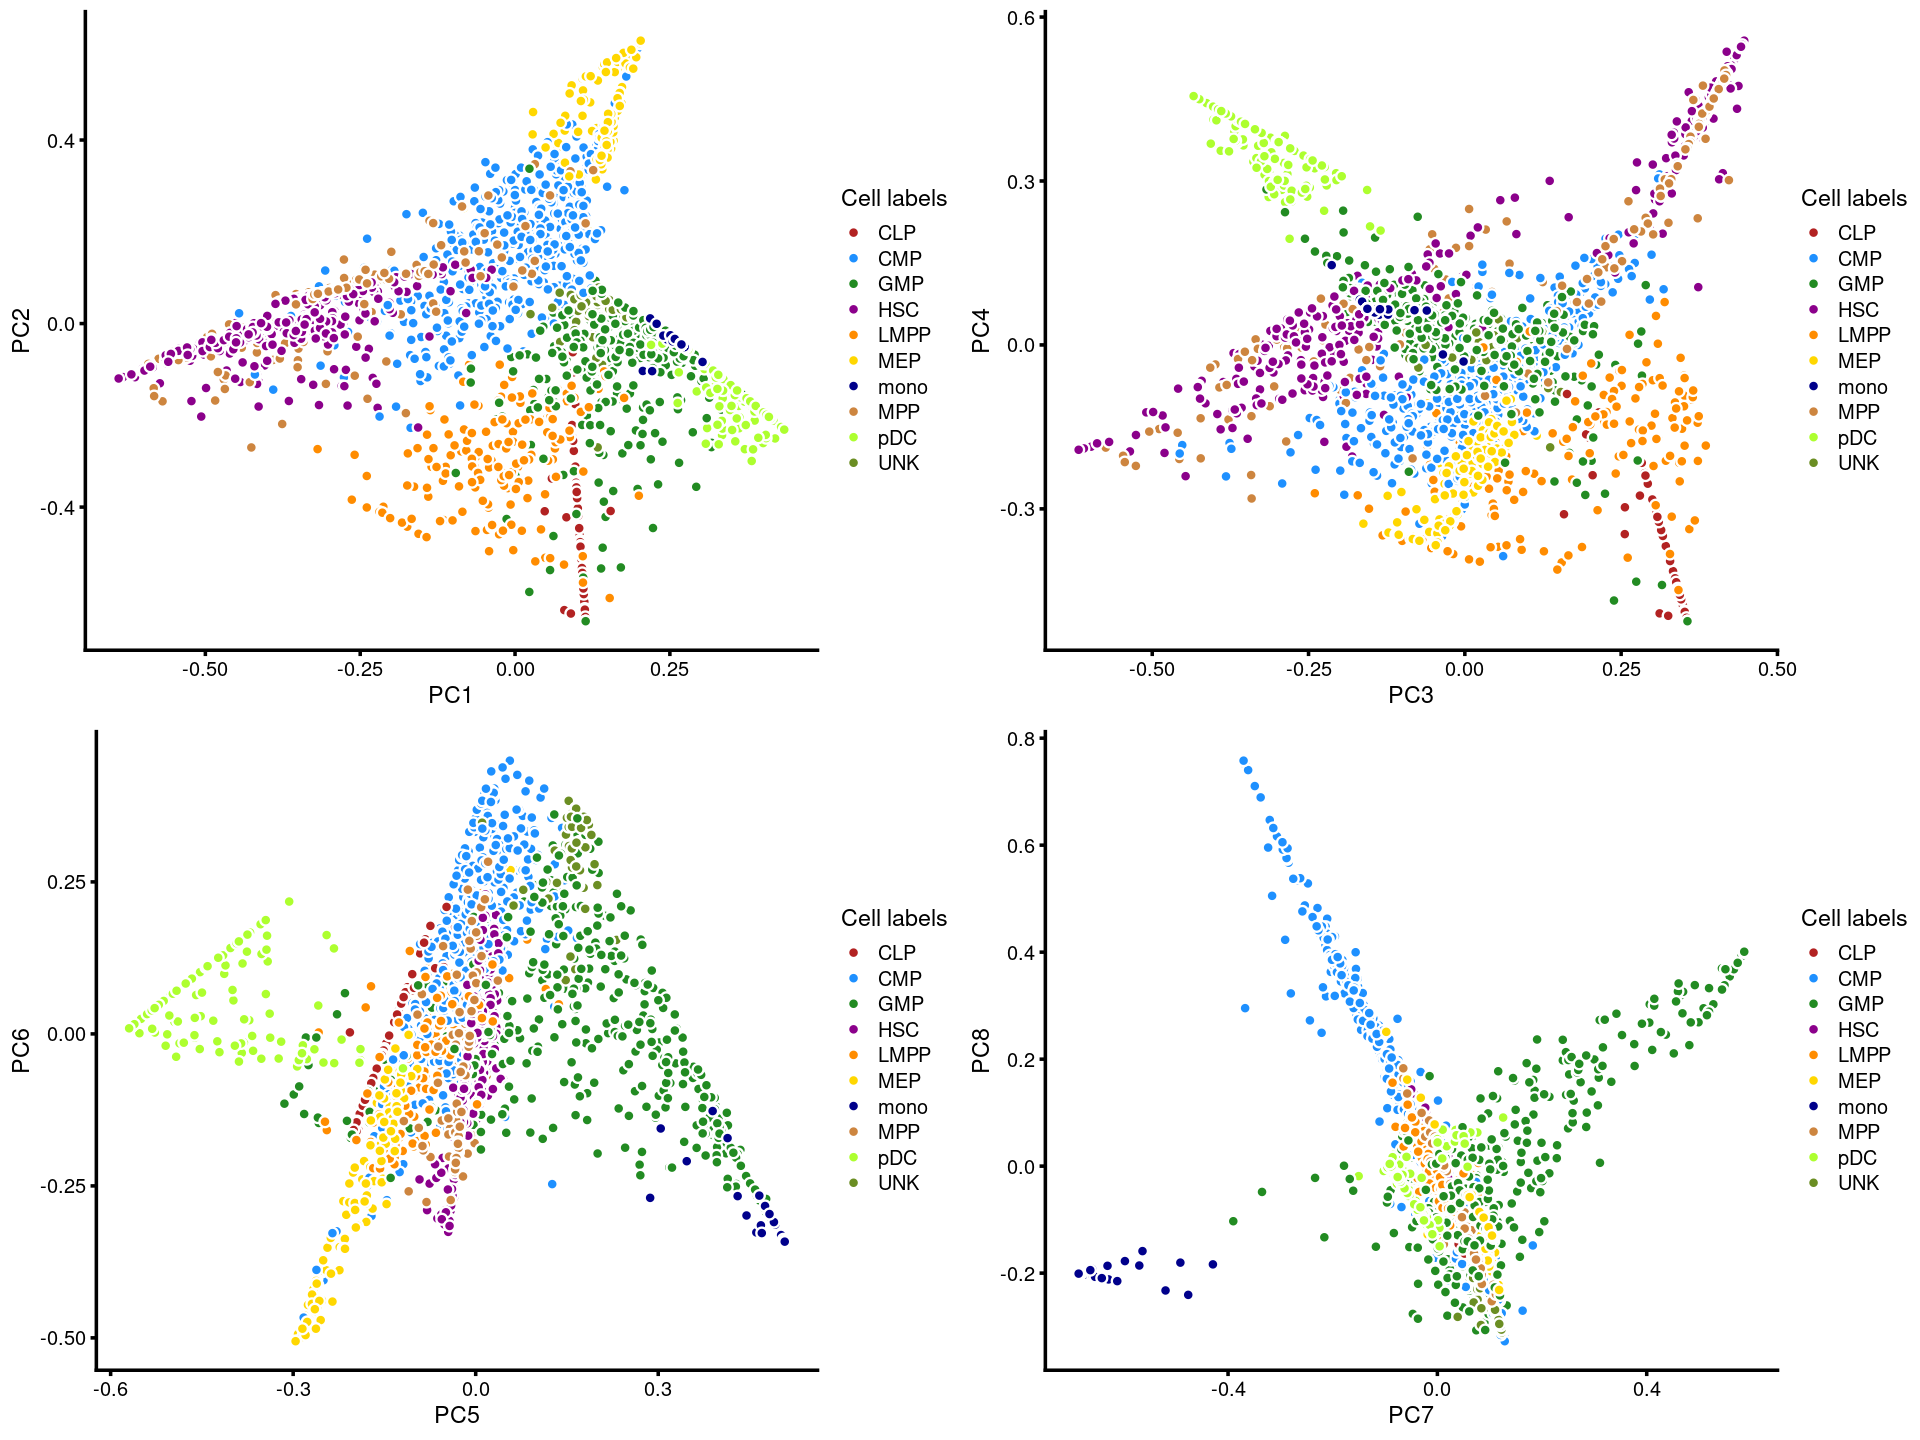 PC2
0.4
0.0
-0.4
-0.50
-0.25
0.00
0.25
PC1
Cell labels
CLP
CMP
GMP
HSC
LMPP
MEP
mono
MPP
pDC
UNK
PC4
0.6
0.3
0.0
-0.3
-0.50
-0.25
0.00
0.25
0.50
PC3
Cell labels
CLP
CMP
GMP
HSC
LMPP
MEP
mono
MPP
pDC
UNK
PC6
0.25
0.00
-0.25
-0.50
-0.6
-0.3
0.0
0.3
PC5
Cell labels
CLP
CMP
GMP
HSC
LMPP
MEP
mono
MPP
pDC
UNK
PC8
0.8
0.6
0.4
0.2
0.0
-0.2
-0.4
0.0
0.4
PC7
Cell labels
CLP
CMP
GMP
HSC
LMPP
MEP
mono
MPP
pDC
UNK